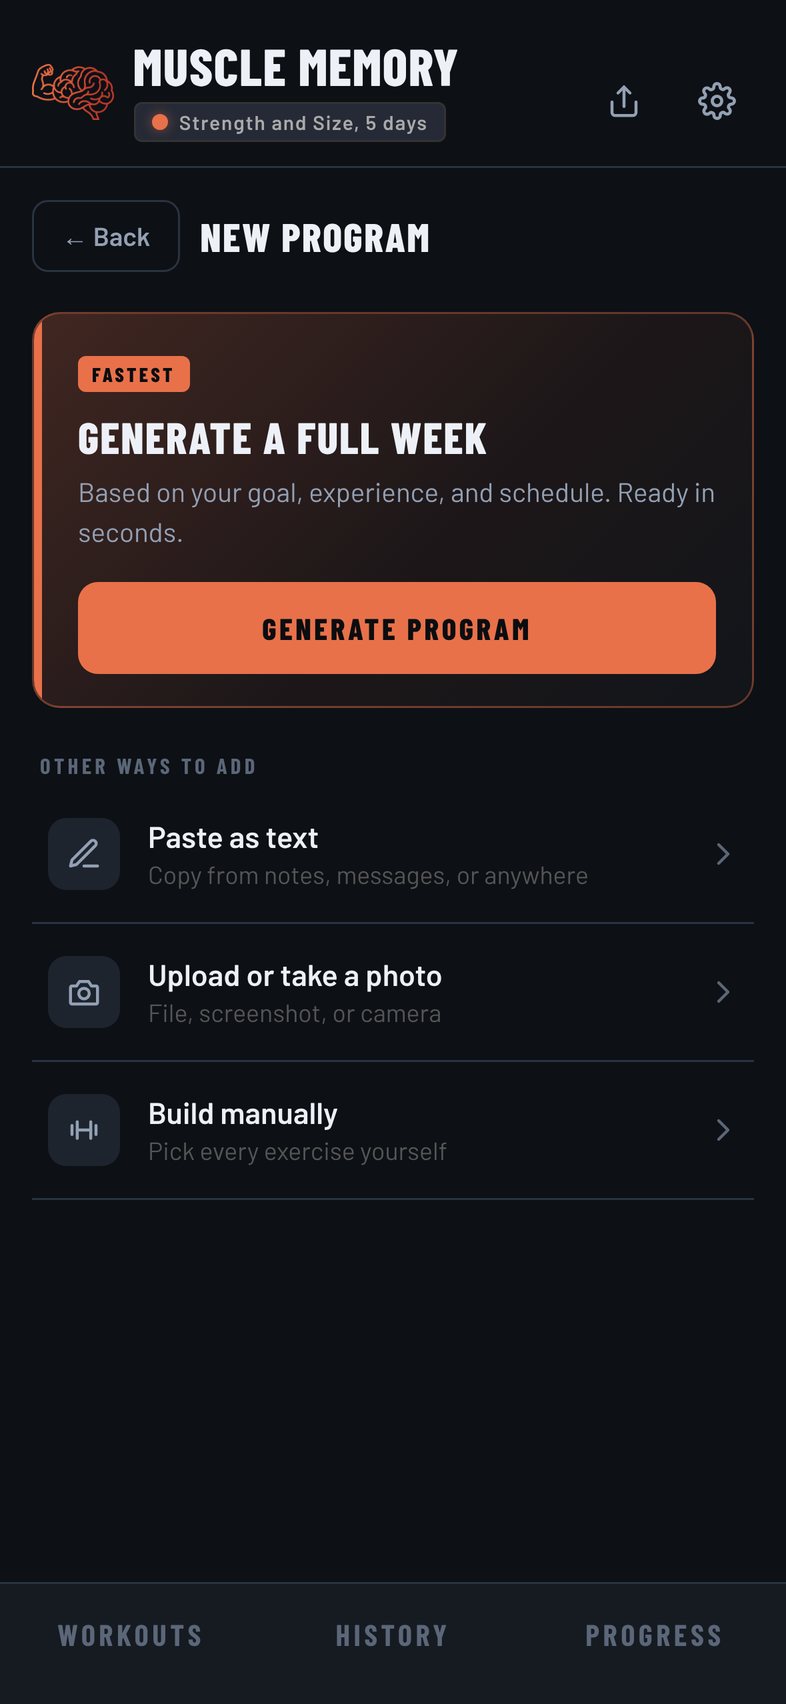 MUSCLE MEMORY
Strength and Size, 5 days
← Back
NEW PROGRAM
FASTEST
GENERATE A FULL WEEK
Based on your goal, experience, and schedule. Ready in
seconds.
GENERATE PROGRAM
OTHER WAYS TO ADD
Paste as text
Copy from notes, messages, or anywhere
Upload or take a photo
File, screenshot, or camera
Build manually
Pick every exercise yourself
WORKOUTS
HISTORY
PROGRESS